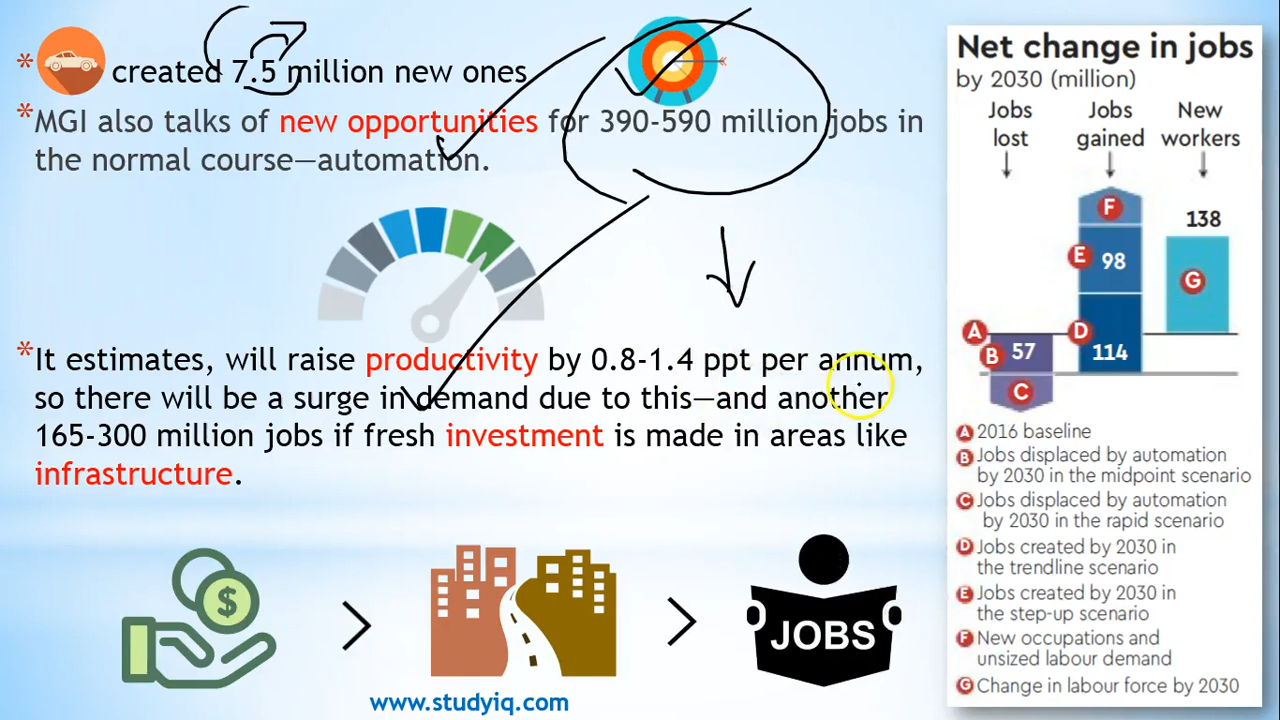 * created 7.5 million new ones
* MGI also talks of new opportunities for 390-590 million jobs in
the normal course—automation.
* It estimates, will raise productivity by 0.8-1.4 ppt per annum,
so there will be a surge in demand due to this—and another
165-300 million jobs if fresh investment is made in areas like
infrastructure.
$
>
>
JOBS
www.studyiq.com
Net change in jobs
by 2030 (million)
Jobs lost
Jobs gained
New workers
F
138
E 98
G
A
D
B 57
114
C
A 2016 baseline
B Jobs displaced by automation
by 2030 in the midpoint scenario
C Jobs displaced by automation
by 2030 in the rapid scenario
D Jobs created by 2030 in
the trendline scenario
E Jobs created by 2030 in
the step-up scenario
F New occupations and
unsized labour demand
G Change in labour force by 2030